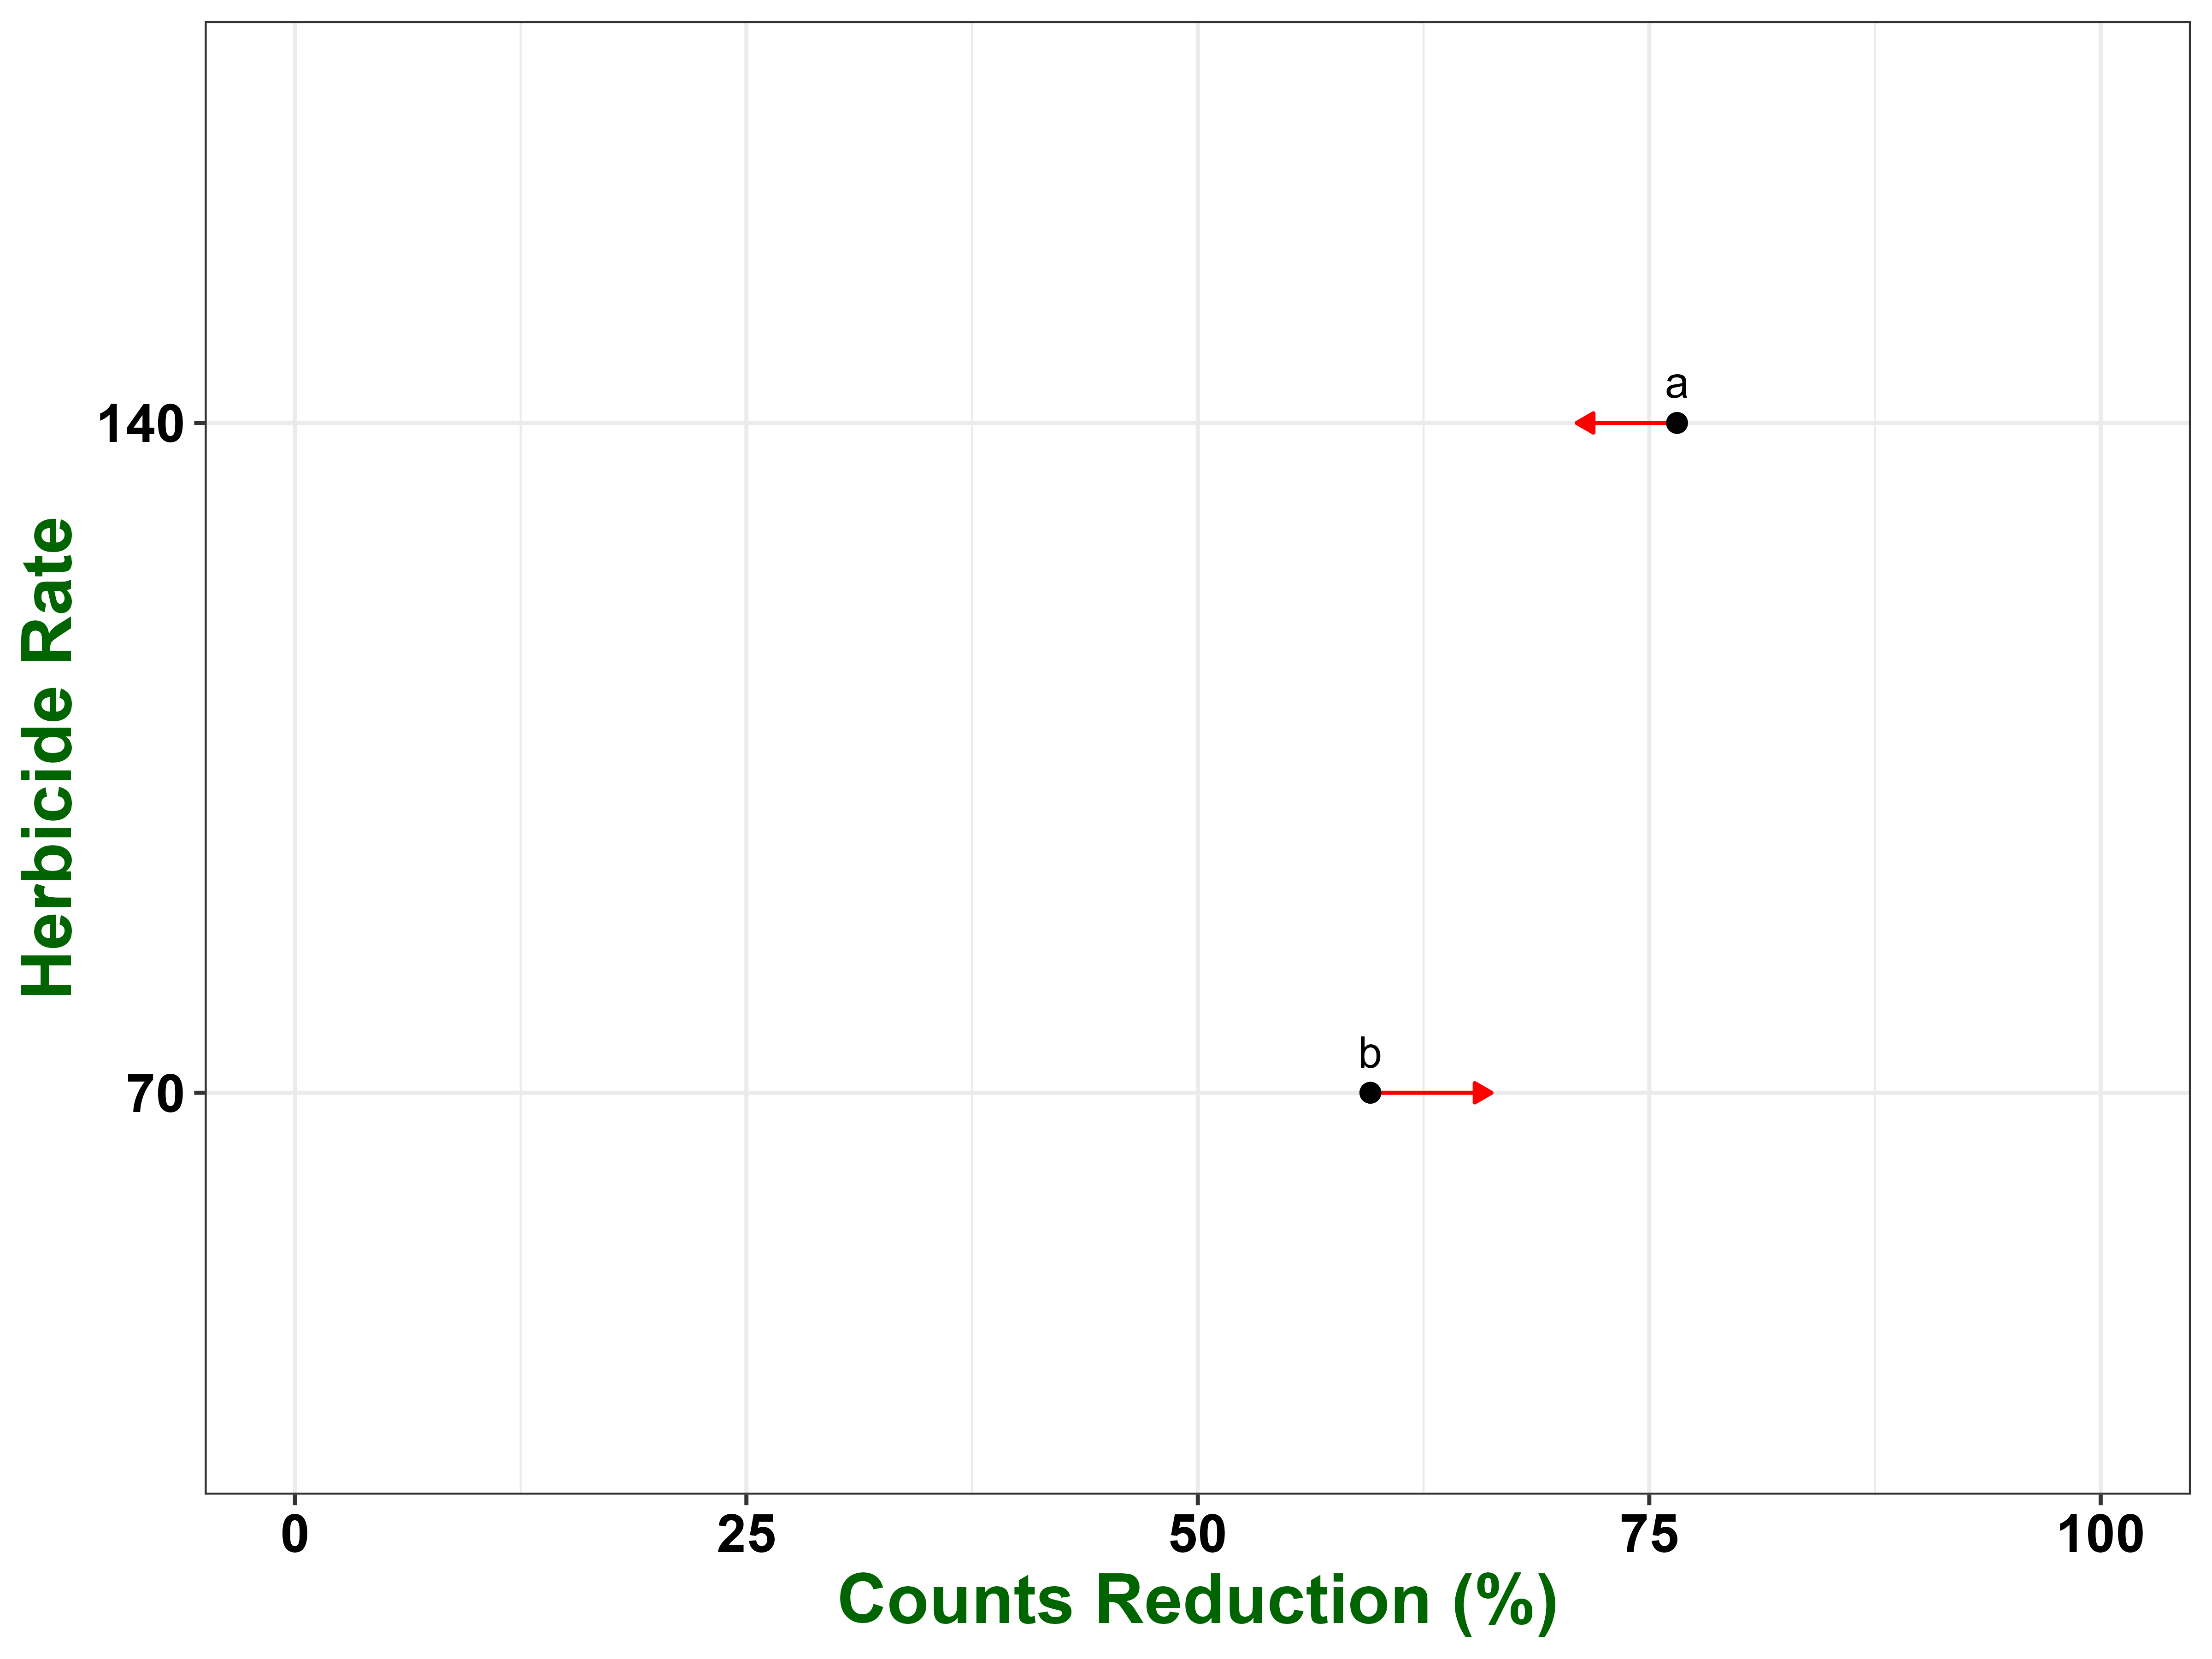 Herbicide Rate
140
70
a
b
0 25 50 75 100
Counts Reduction (%)